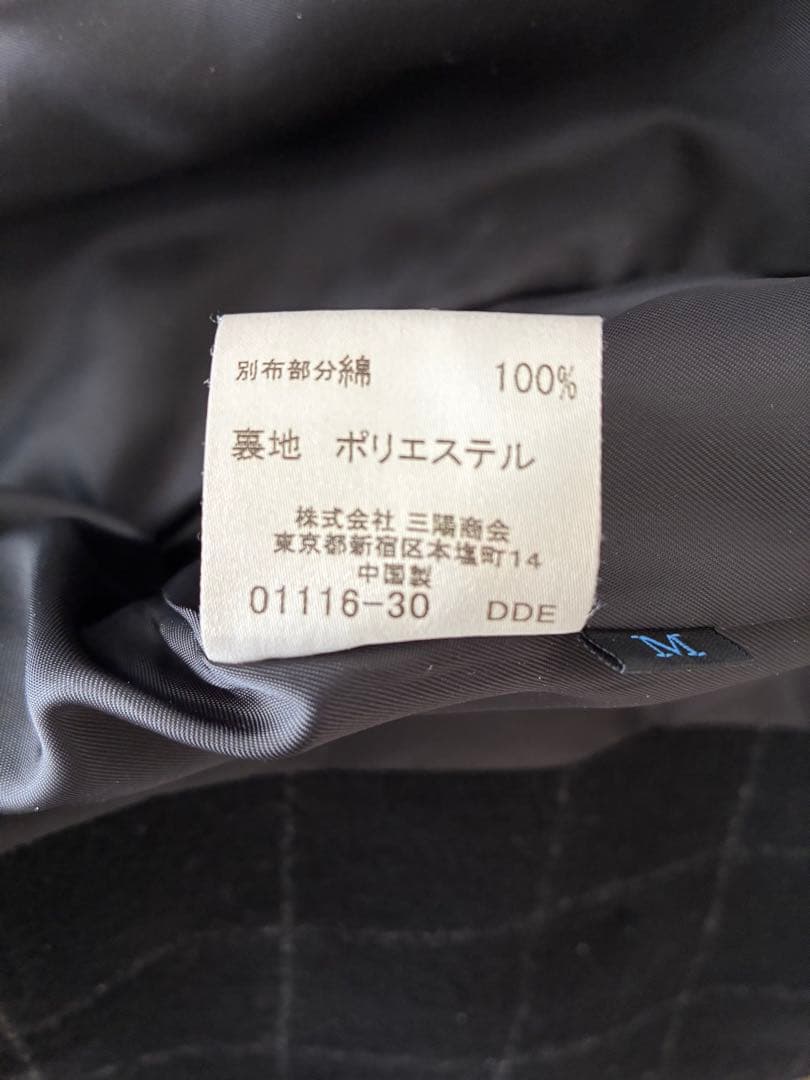 別布部分綿 100%
裏地 ポリエステル
株式会社 三陽商会
東京都新宿区本塩町14
中国製
01116-30 DDE
M